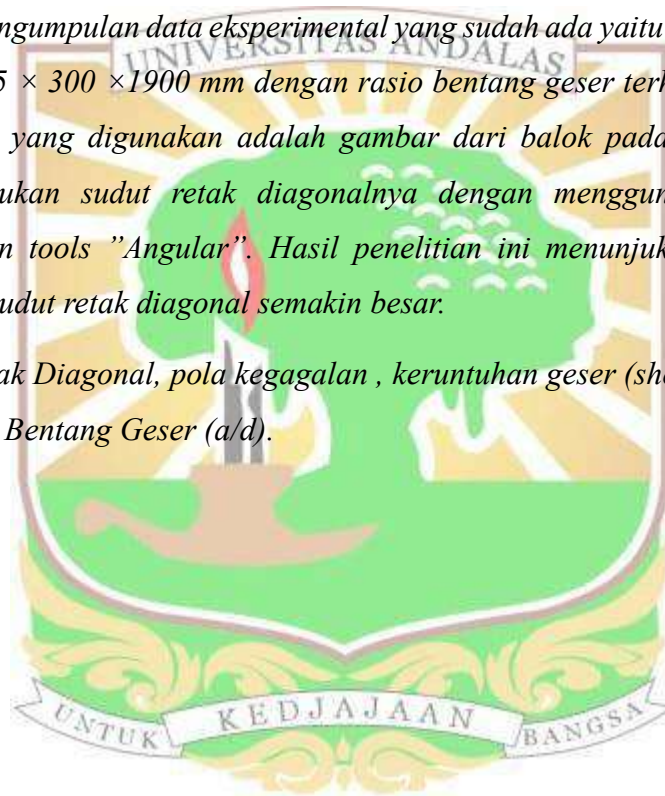 ngumpulan data eksperimental yang sudah ada yaitu
UNIVERSITAS ANDALAS
5 × 300 ×1900 mm dengan rasio bentang geser terh
yang digunakan adalah gambar dari balok pada
ukan sudut retak diagonalnya dengan menggun
n tools ”Angular”. Hasil penelitian ini menunjuk
udut retak diagonal semakin besar.
ak Diagonal, pola kegagalan , keruntuhan geser (she
Bentang Geser (a/d).
UNTUK KEDJAJAAN BANGSA